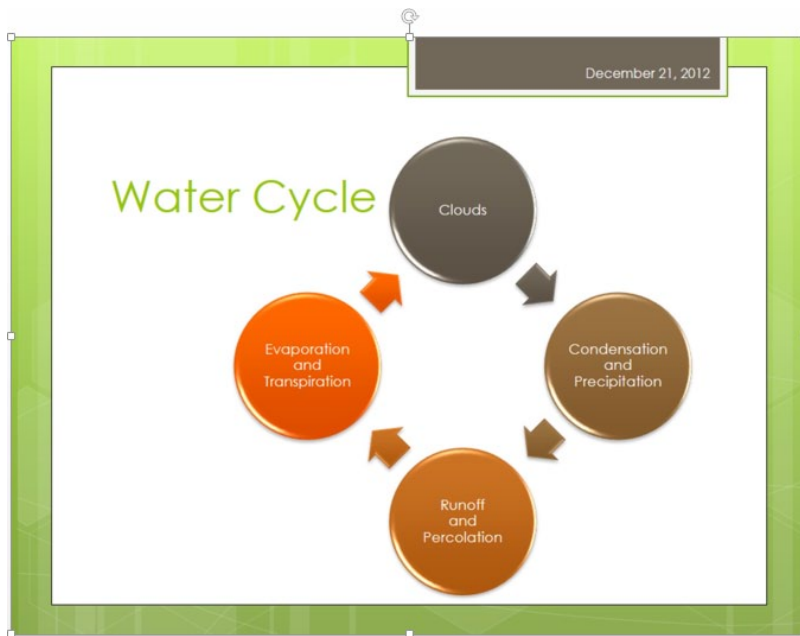 December 21, 2012
Water Cycle
Clouds
Condensation
and
Precipitation
Runoff
and
Percolation
Evaporation
and
Transpiration